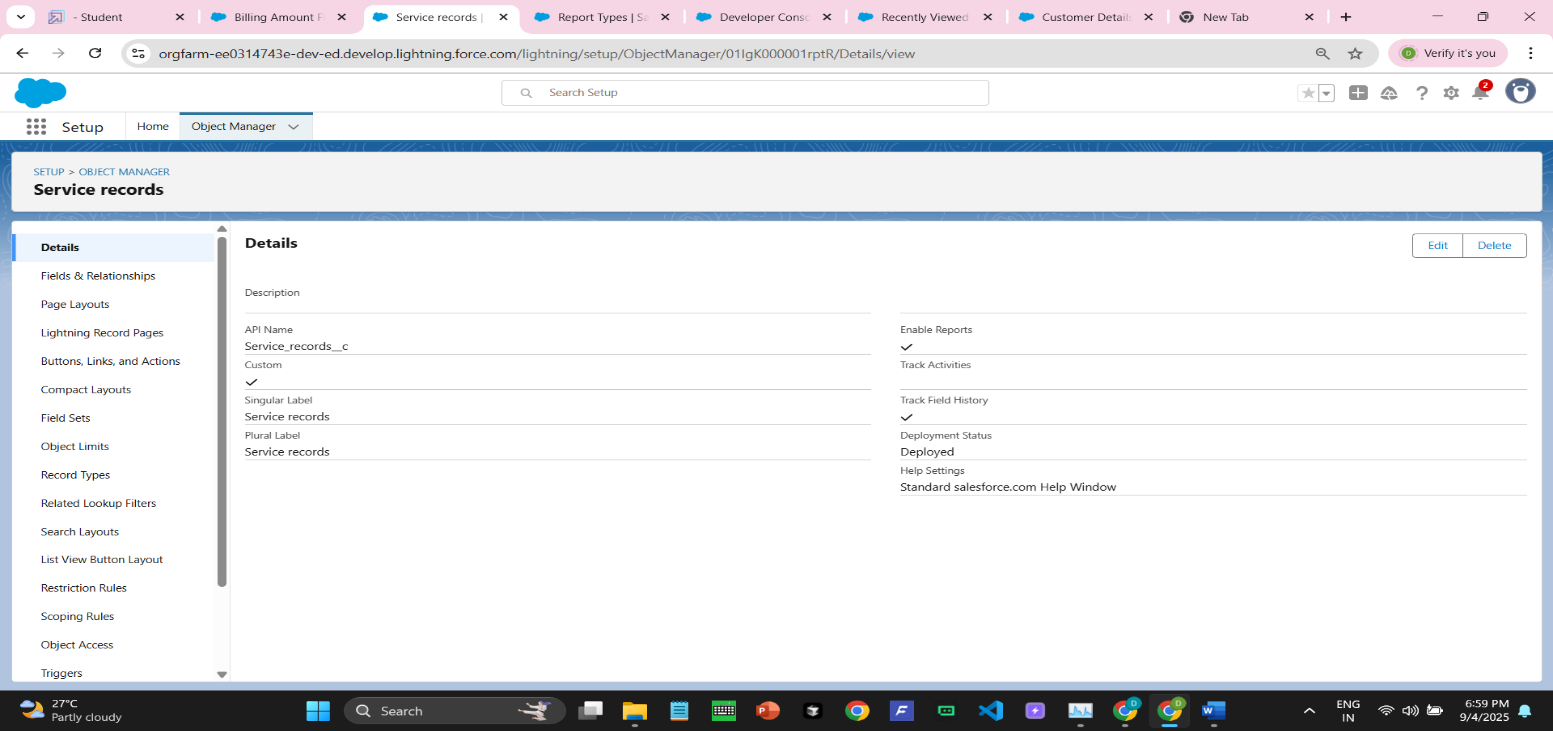 - Student
Billing Amount F
Service records |
Report Types | Sa
Developer Conso
Recently Viewed
Customer Details
New Tab
orgfarm-ee0314743e-dev-ed.develop.lightning.force.com/lightning/setup/ObjectManager/01IgK000001rptR/Details/view
D
Verify it's you
Search Setup
2
Setup
Home
Object Manager
SETUP > OBJECT MANAGER
Service records
Details
Fields & Relationships
Page Layouts
Lightning Record Pages
Buttons, Links, and Actions
Compact Layouts
Field Sets
Object Limits
Record Types
Related Lookup Filters
Search Layouts
List View Button Layout
Restriction Rules
Scoping Rules
Object Access
Triggers
Details
Edit
Delete
Description
API Name
Service_records__c
Custom
Singular Label
Service records
Plural Label
Service records
Enable Reports
Track Activities
Track Field History
Deployment Status
Deployed
Help Settings
Standard salesforce.com Help Window
27°C
Partly cloudy
Search
ENG
IN
6:59 PM
9/4/2025